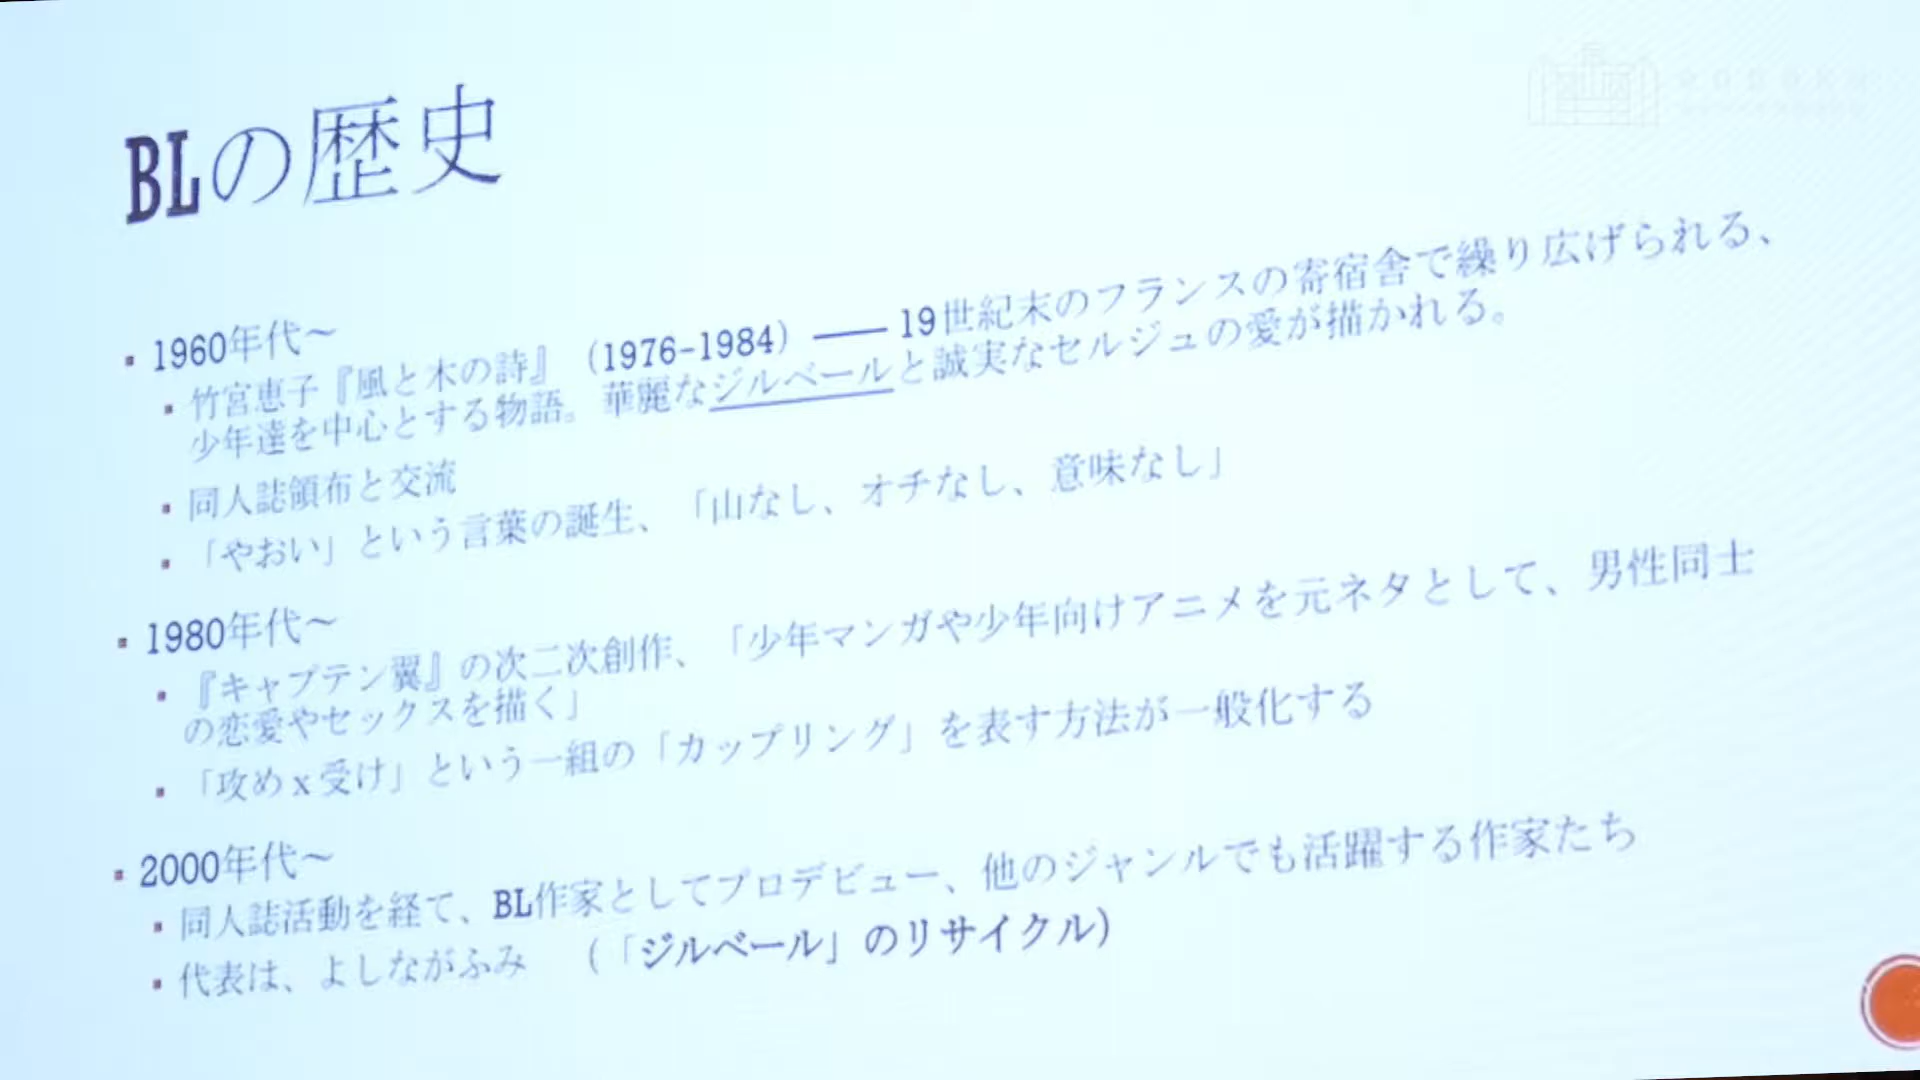 BLの歴史
1960年代～
竹宮恵子『風と木の詩』（1976-1984）―― 19世紀末のフランスの寄宿舎で繰り広げられる、
少年達を中心とする物語。華麗なジルベールと誠実なセルジュの愛が描かれる。
同人誌頒布と交流
「やおい」という言葉の誕生、「山なし、オチなし、意味なし」
1980年代～
『キャプテン翼』の次二次創作、「少年マンガや少年向けアニメを元ネタとして、男性同士
の恋愛やセックスを描く」
「攻めx受け」という一組の「カップリング」を表す方法が一般化する
2000年代～
同人誌活動を経て、BL作家としてプロデビュー、他のジャンルでも活躍する作家たち
代表は、よしながふみ （「ジルベール」のリサイクル）